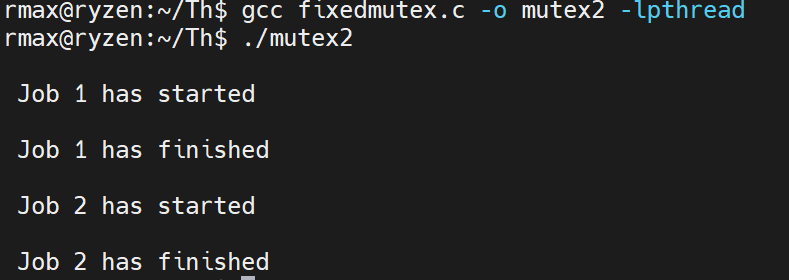 rmax@ryzen:~/Th$ gcc fixedmutex.c -o mutex2 -lpthread
rmax@ryzen:~/Th$ ./mutex2
Job 1 has started
Job 1 has finished
Job 2 has started
Job 2 has finished